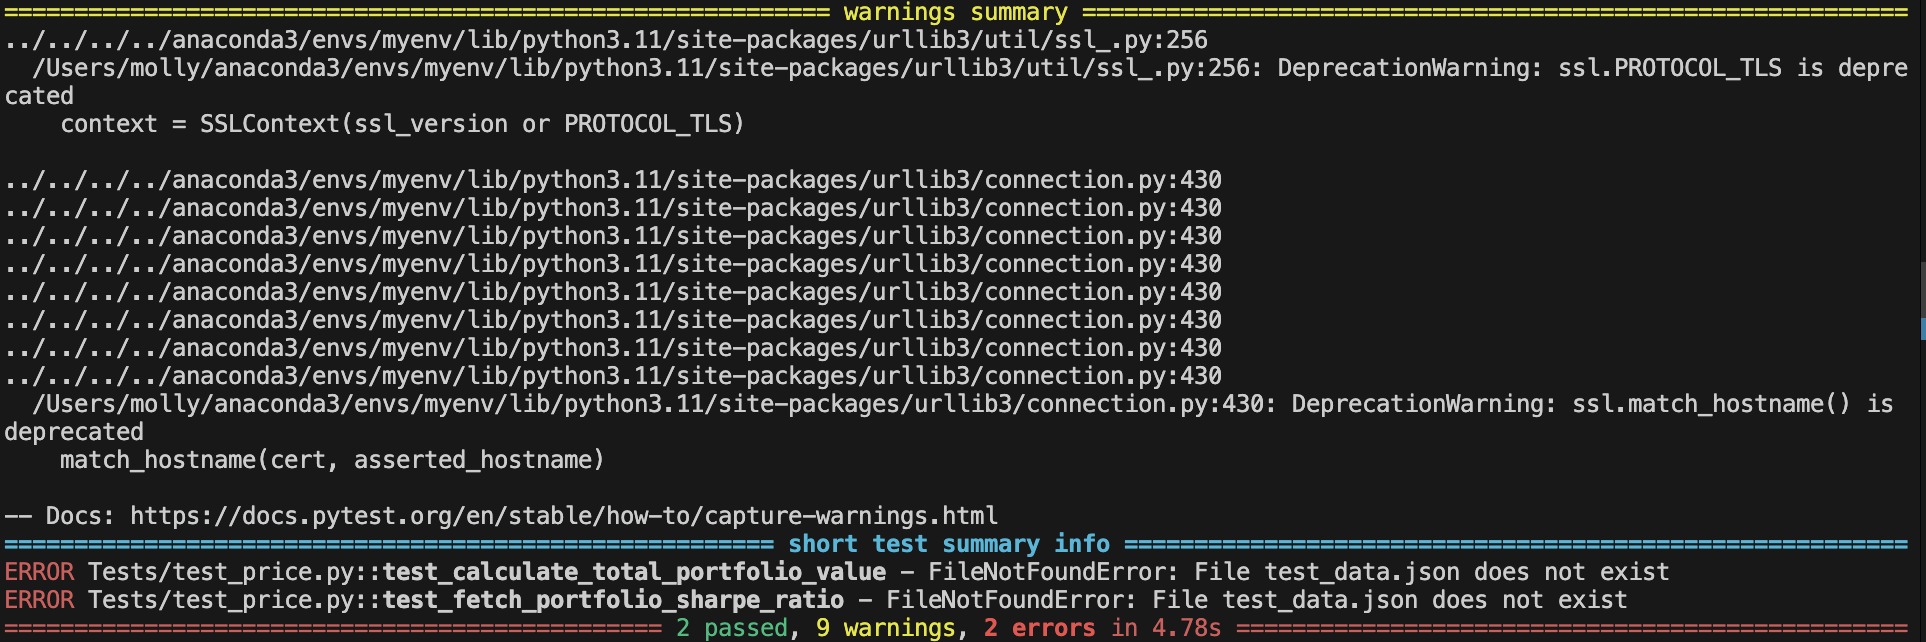 =========================================================== warnings summary ===========================================================
../../../../anaconda3/envs/myenv/lib/python3.11/site-packages/urllib3/util/ssl_.py:256
  /Users/molly/anaconda3/envs/myenv/lib/python3.11/site-packages/urllib3/util/ssl_.py:256: DeprecationWarning: ssl.PROTOCOL_TLS is depre
cated
    context = SSLContext(ssl_version or PROTOCOL_TLS)

../../../../anaconda3/envs/myenv/lib/python3.11/site-packages/urllib3/connection.py:430
../../../../anaconda3/envs/myenv/lib/python3.11/site-packages/urllib3/connection.py:430
../../../../anaconda3/envs/myenv/lib/python3.11/site-packages/urllib3/connection.py:430
../../../../anaconda3/envs/myenv/lib/python3.11/site-packages/urllib3/connection.py:430
../../../../anaconda3/envs/myenv/lib/python3.11/site-packages/urllib3/connection.py:430
../../../../anaconda3/envs/myenv/lib/python3.11/site-packages/urllib3/connection.py:430
../../../../anaconda3/envs/myenv/lib/python3.11/site-packages/urllib3/connection.py:430
../../../../anaconda3/envs/myenv/lib/python3.11/site-packages/urllib3/connection.py:430
  /Users/molly/anaconda3/envs/myenv/lib/python3.11/site-packages/urllib3/connection.py:430: DeprecationWarning: ssl.match_hostname() is
deprecated
    match_hostname(cert, asserted_hostname)

-- Docs: https://docs.pytest.org/en/stable/how-to/capture-warnings.html
======================================================= short test summary info ========================================================
ERROR Tests/test_price.py::test_calculate_total_portfolio_value - FileNotFoundError: File test_data.json does not exist
ERROR Tests/test_price.py::test_fetch_portfolio_sharpe_ratio - FileNotFoundError: File test_data.json does not exist
=============================================== 2 passed, 9 warnings, 2 errors in 4.78s ================================================